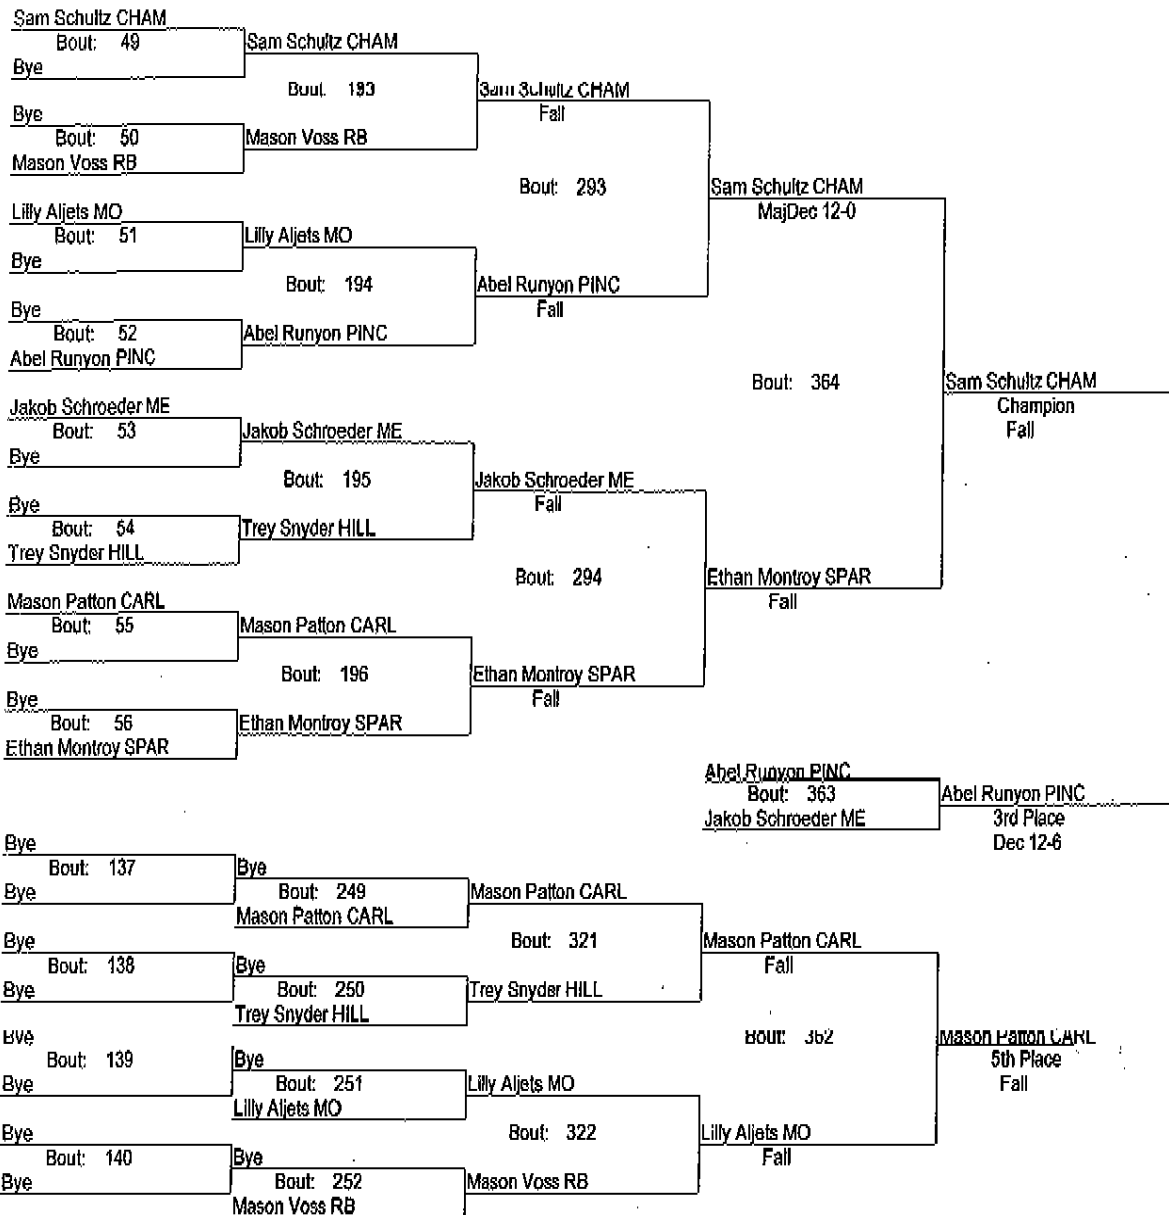 Sam Schultz CHAM
Bout: 49
Bye
Sam Schultz CHAM
Bout: 193
Bye
Bout: 50
Mason Voss RB
Mason Voss RB
Sam Schultz CHAM
Fall
Bout: 293
Lilly Aljets MO
Bout: 51
Bye
Lilly Aljets MO
Bout: 194
Bye
Bout: 52
Abel Runyon PINC
Abel Runyon PINC
Abel Runyon PINC
Fall
Sam Schultz CHAM
MajDec 12-0
Bout: 364
Jakob Schroeder ME
Bout: 53
Bye
Jakob Schroeder ME
Bout: 195
Bye
Bout: 54
Trey Snyder HILL
Trey Snyder HILL
Jakob Schroeder ME
Fall
Bout: 294
Mason Patton CARL
Bout: 55
Bye
Mason Patton CARL
Bout: 196
Bye
Bout: 56
Ethan Montroy SPAR
Ethan Montroy SPAR
Ethan Montroy SPAR
Fall
Ethan Montroy SPAR
Fall
Sam Schultz CHAM
Champion
Fall
Abel Runyon PINC
Bout: 363
Jakob Schroeder ME
Abel Runyon PINC
3rd Place
Dec 12-6
Bye
Bout: 137
Bye
Bye
Bout: 249
Mason Patton CARL
Mason Patton CARL
Bout: 321
Bye
Bout: 138
Bye
Bye
Bout: 250
Trey Snyder HILL
Trey Snyder HILL
Mason Patton CARL
Fall
Bout: 362
Bye
Bout: 139
Bye
Bye
Bout: 251
Lilly Aljets MO
Lilly Aljets MO
Bout: 322
Bye
Bout: 140
Bye
Bye
Bout: 252
Mason Voss RB
Mason Voss RB
Lilly Aljets MO
Fall
Mason Patton CARL
5th Place
Fall